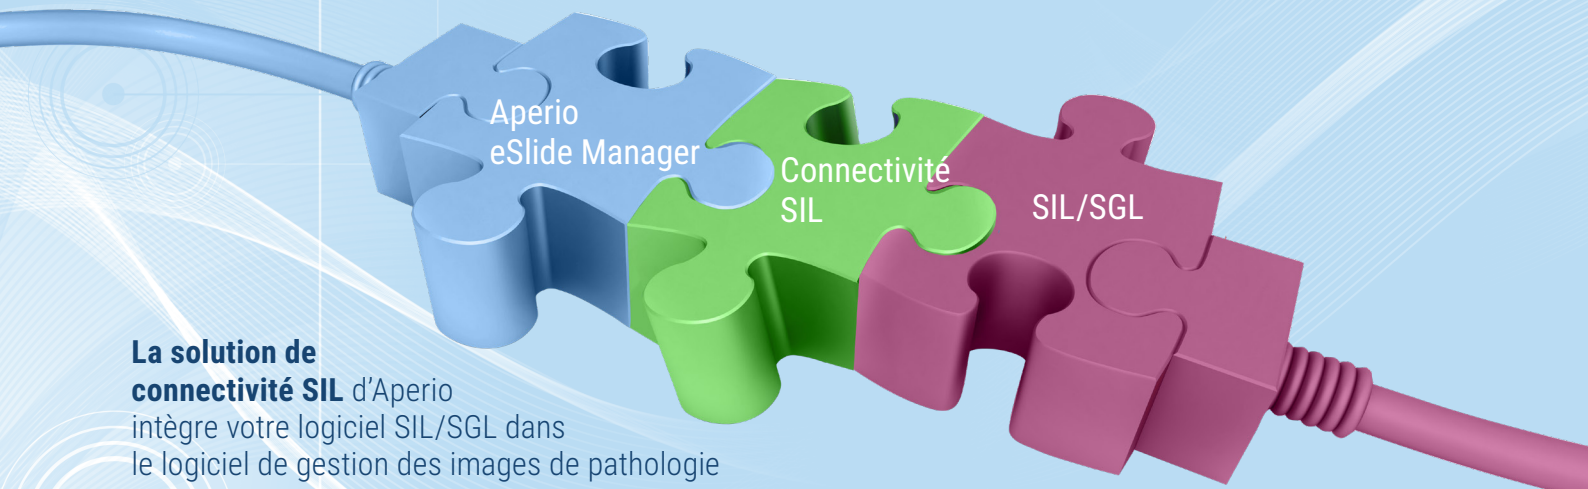 Aperio
eSlide Manager
Connectivité
SIL
SIL/SGL
La solution de
connectivité SIL d’Aperio
intègre votre logiciel SIL/SGL dans
le logiciel de gestion des images de pathologie